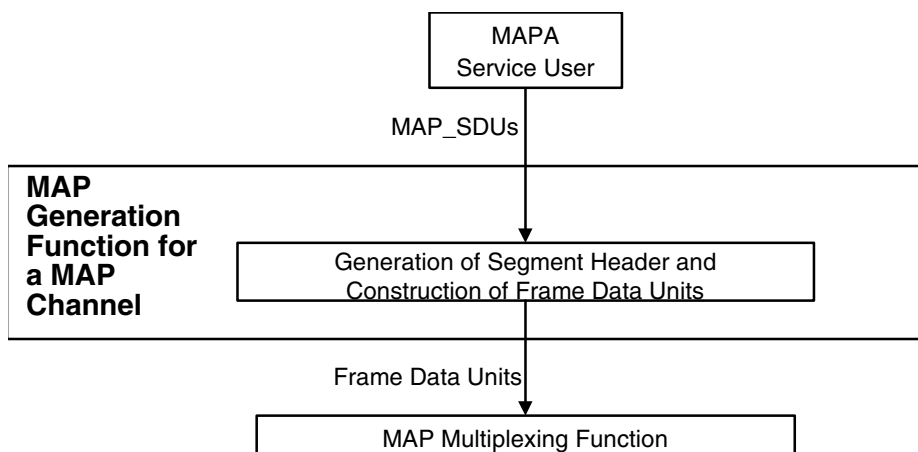 MAPA
Service User
MAP_SDUs
MAP
Generation
Function for
a MAP
Channel
Generation of Segment Header and
Construction of Frame Data Units
Frame Data Units
MAP Multiplexing Function